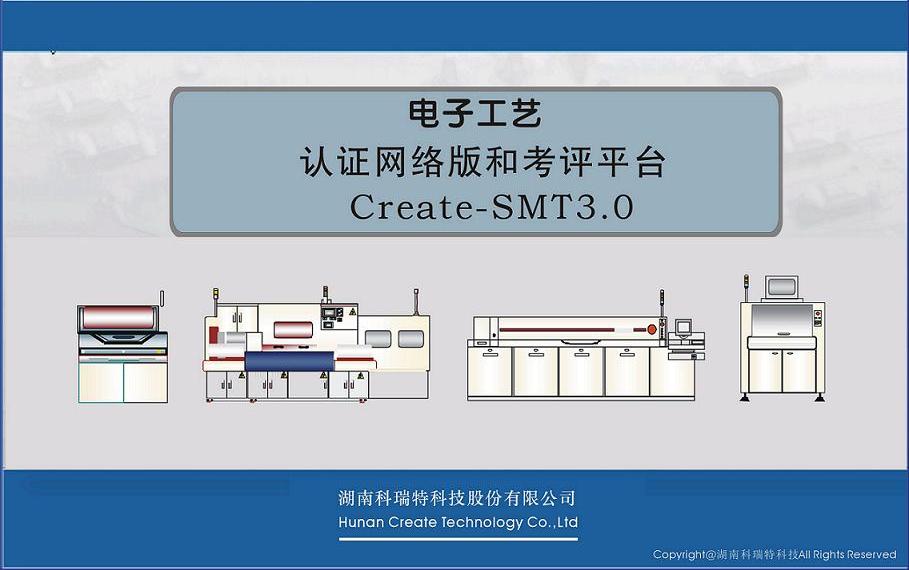 电子工艺
认证网络版和考评平台
Create-SMT3.0
湖南科瑞特科技股份有限公司
Hunan Create Technology Co.,Ltd
Copyright@湖南科瑞特科技All Rights Reserved